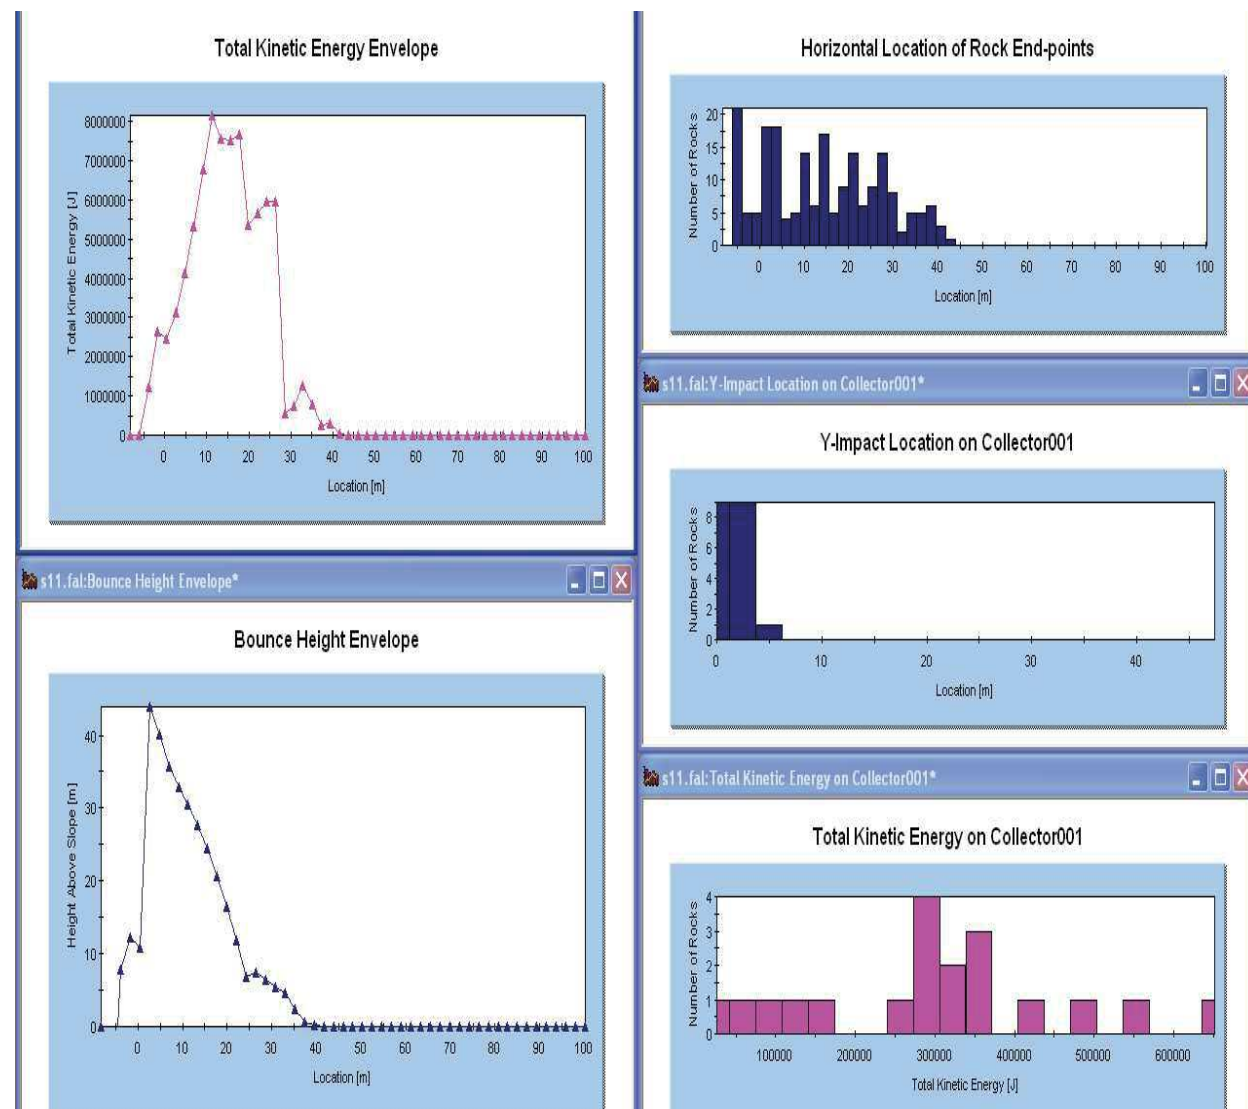 Total Kinetic Energy Envelope
Total Kinetic Energy [J]
8000000
7000000
6000000
5000000
4000000
3000000
2000000
1000000
0
0 10 20 30 40 50 60 70 80 90 100
Location [m]
s11.fal:Bounce Height Envelope*
Bounce Height Envelope
Height Above Slope [m]
40
30
20
10
0
0 10 20 30 40 50 60 70 80 90 100
Location [m]
Horizontal Location of Rock End-points
Number of Rocks
20
15
10
5
0
0 10 20 30 40 50 60 70 80 90 100
Location [m]
s11.fal:Y-Impact Location on Collector001*
Y-Impact Location on Collector001
Number of Rocks
8
6
4
2
0
0 10 20 30 40
Location [m]
s11.fal:Total Kinetic Energy on Collector001*
Total Kinetic Energy on Collector001
Number of Rocks
4
3
2
1
0
100000 200000 300000 400000 500000 600000
Total Kinetic Energy [J]